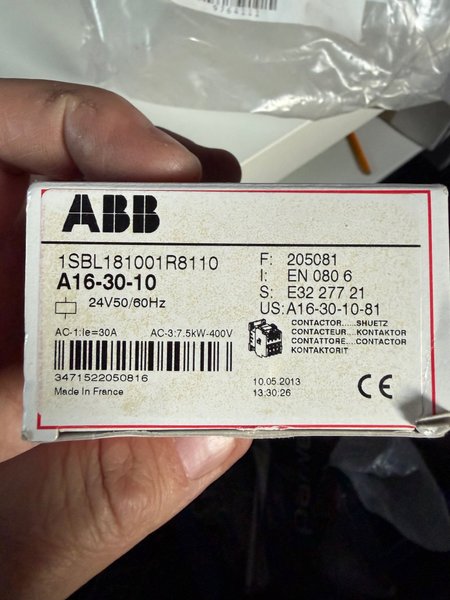 ABB
1SBL181001R8110
A16-30-10
24V50/60Hz
AC-1:Ie=30A AC-3:7.5kW-400V
3471522050816
Made In France
F: 205081
I: EN 080 6
S: E32 277 21
US: A16-30-10-81
CONTACTOR.....SHUETZ
CONTACTEUR...KONTAKTOR
CONTATTORE....CONTACTOR
KONTAKTORIT
10.05.2013
13:30:26
CE